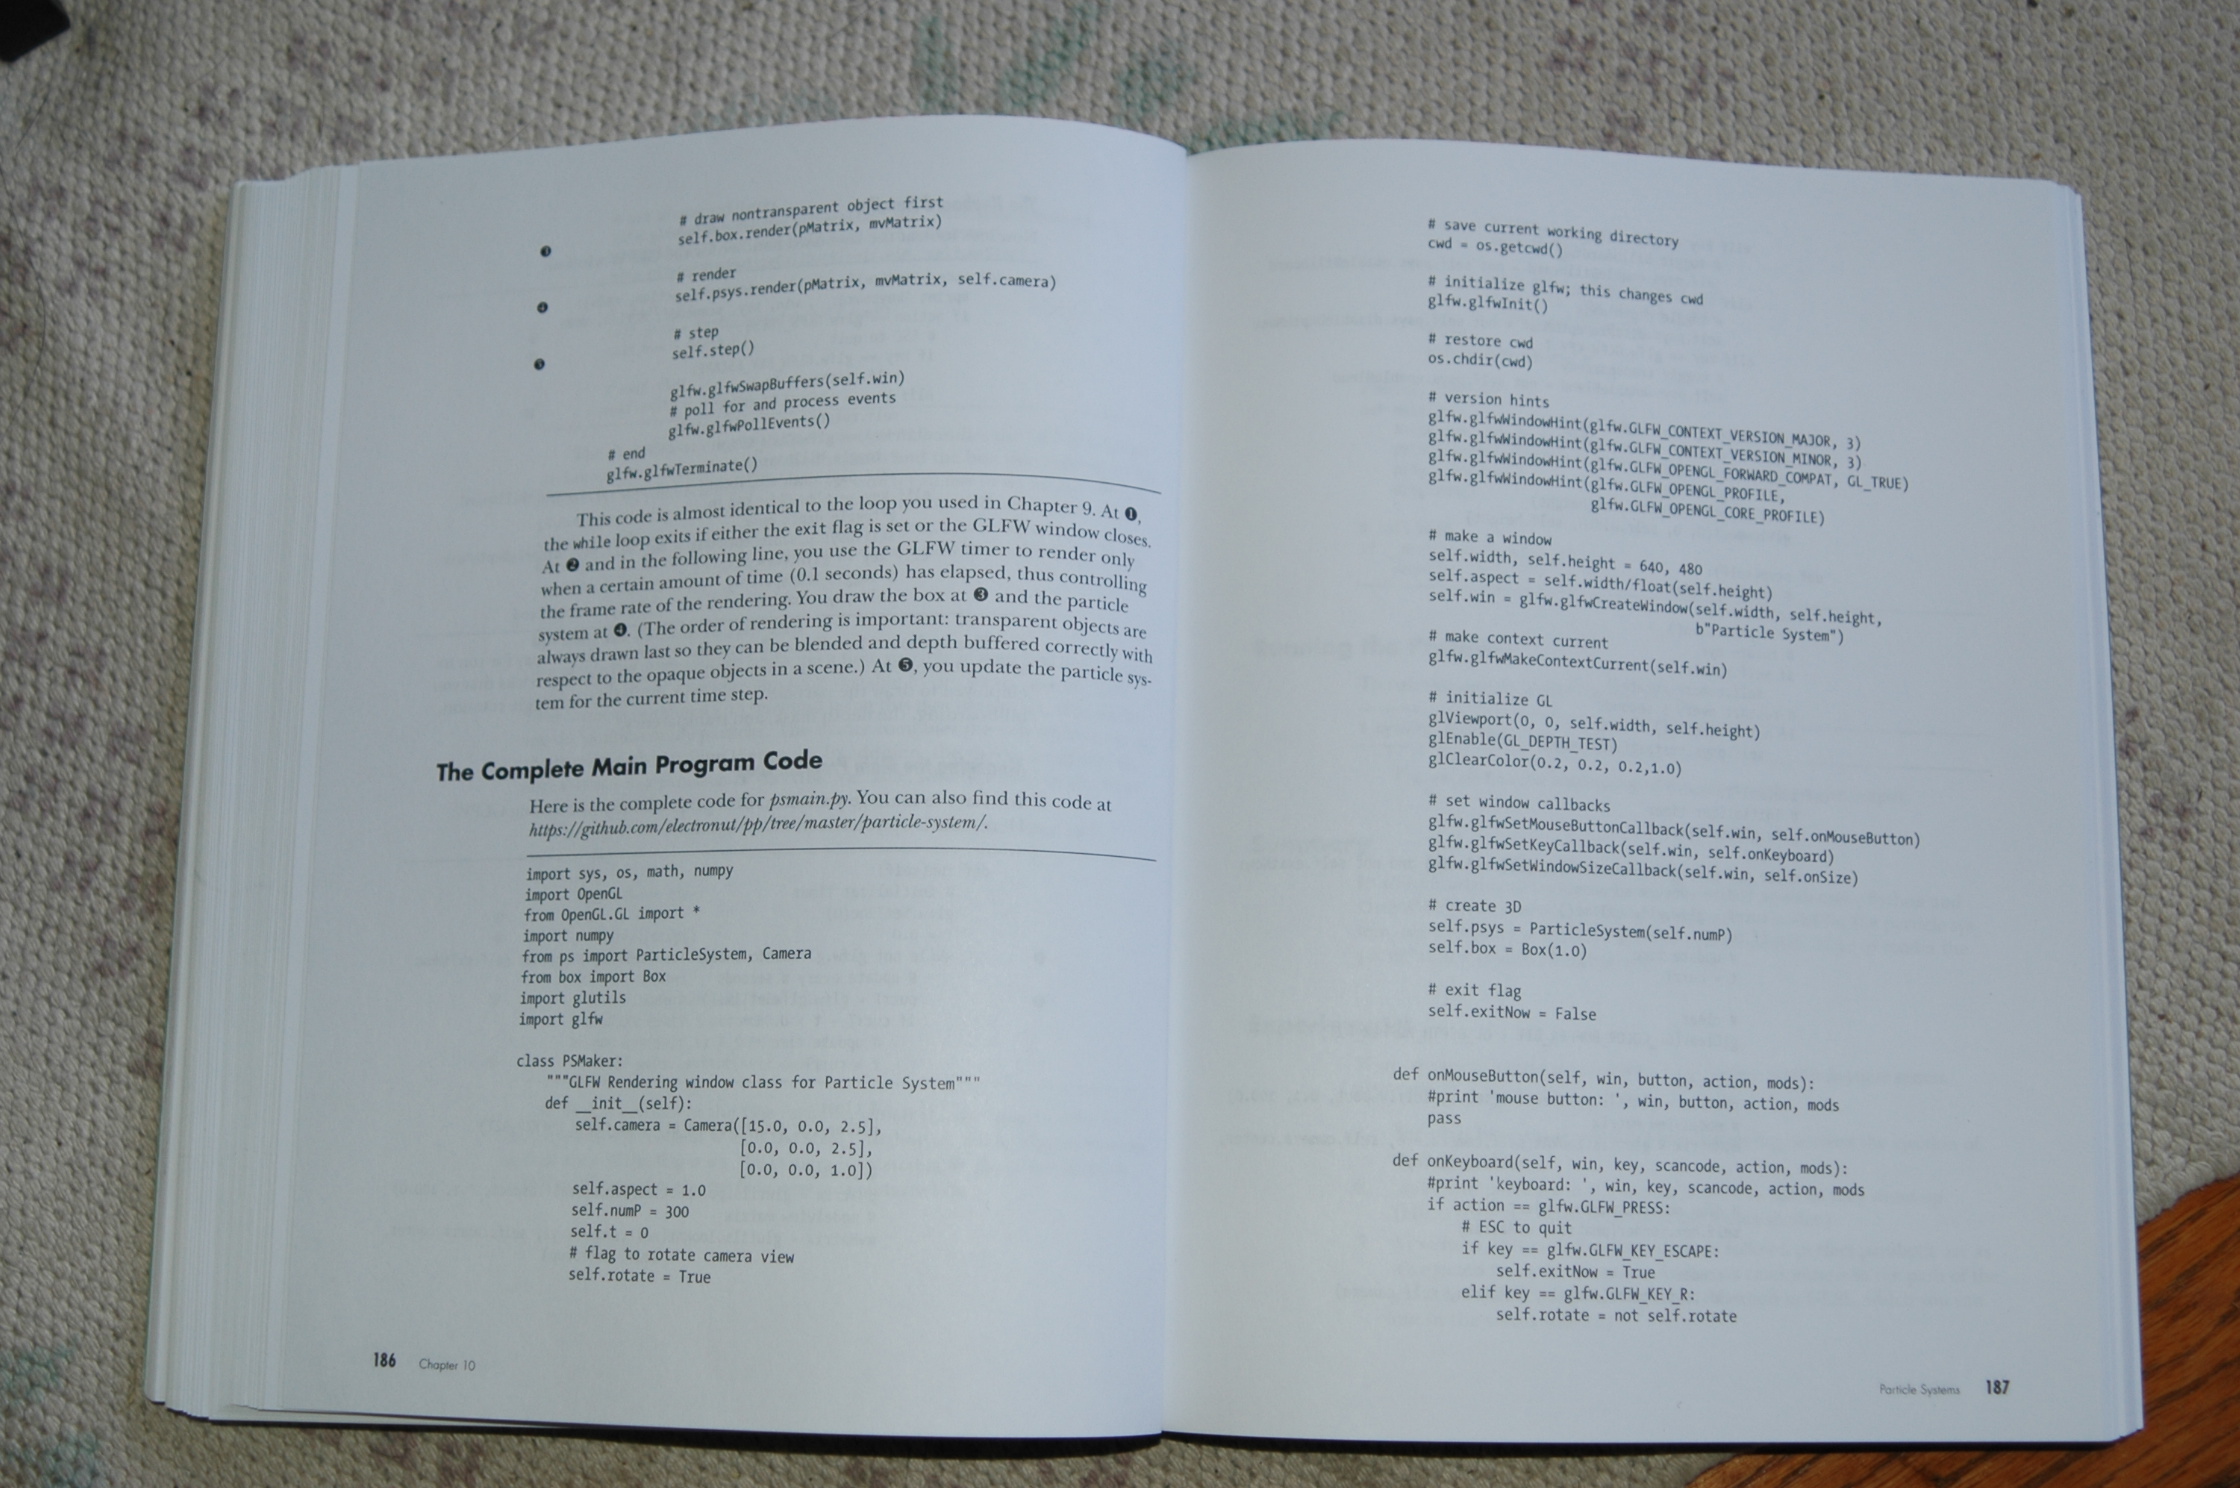 # draw nontransparent object first
❸ self.box.render(pMatrix, mvMatrix)
# render
❹ self.psys.render(pMatrix, mvMatrix, self.camera)
# step
❺ self.step()
glfw.glfwSwapBuffers(self.win)
# poll for and process events
glfw.glfwPollEvents()
# end
glfw.glfwTerminate()
This code is almost identical to the loop you used in Chapter 9. At ❶,
the while loop exits if either the exit flag is set or the GLFW window closes.
At ❷ and in the following line, you use the GLFW timer to render only
when a certain amount of time (0.1 seconds) has elapsed, thus controlling
the frame rate of the rendering. You draw the box at ❸ and the particle
system at ❹. (The order of rendering is important: transparent objects are
always drawn last so they can be blended and depth buffered correctly with
respect to the opaque objects in a scene.) At ❺, you update the particle sys-
tem for the current time step.
The Complete Main Program Code
Here is the complete code for psmain.py. You can also find this code at
https://github.com/electronut/pp/tree/master/particle-system/.
import sys, os, math, numpy
import OpenGL
from OpenGL.GL import *
import numpy
from ps import ParticleSystem, Camera
from box import Box
import glutils
import glfw
class PSMaker:
"""GLFW Rendering window class for Particle System"""
def __init__(self):
self.camera = Camera([15.0, 0.0, 2.5],
[0.0, 0.0, 2.5],
[0.0, 0.0, 1.0])
self.aspect = 1.0
self.numP = 300
self.t = 0
# flag to rotate camera view
self.rotate = True
186 Chapter 10
# save current working directory
cwd = os.getcwd()
# initialize glfw; this changes cwd
glfw.glfwInit()
# restore cwd
os.chdir(cwd)
# version hints
glfw.glfwWindowHint(glfw.GLFW_CONTEXT_VERSION_MAJOR, 3)
glfw.glfwWindowHint(glfw.GLFW_CONTEXT_VERSION_MINOR, 3)
glfw.glfwWindowHint(glfw.GLFW_OPENGL_FORWARD_COMPAT, GL_TRUE)
glfw.glfwWindowHint(glfw.GLFW_OPENGL_PROFILE,
glfw.GLFW_OPENGL_CORE_PROFILE)
# make a window
self.width, self.height = 640, 480
self.aspect = self.width/float(self.height)
self.win = glfw.glfwCreateWindow(self.width, self.height,
b"Particle System")
# make context current
glfw.glfwMakeContextCurrent(self.win)
# initialize GL
glViewport(0, 0, self.width, self.height)
glEnable(GL_DEPTH_TEST)
glClearColor(0.2, 0.2, 0.2,1.0)
# set window callbacks
glfw.glfwSetMouseButtonCallback(self.win, self.onMouseButton)
glfw.glfwSetKeyCallback(self.win, self.onKeyboard)
glfw.glfwSetWindowSizeCallback(self.win, self.onSize)
# create 3D
self.psys = ParticleSystem(self.numP)
self.box = Box(1.0)
# exit flag
self.exitNow = False
def onMouseButton(self, win, button, action, mods):
#print 'mouse button: ', win, button, action, mods
pass
def onKeyboard(self, win, key, scancode, action, mods):
#print 'keyboard: ', win, key, scancode, action, mods
if action == glfw.GLFW_PRESS:
# ESC to quit
if key == glfw.GLFW_KEY_ESCAPE:
self.exitNow = True
elif key == glfw.GLFW_KEY_R:
self.rotate = not self.rotate
Particle Systems 187